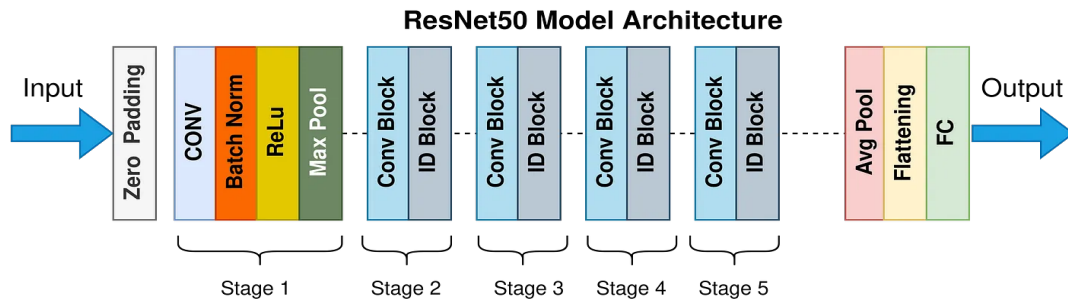 ResNet50 Model Architecture
Input
Zero Padding
CONV
Batch Norm
ReLu
Max Pool
Conv Block
ID Block
Conv Block
ID Block
Conv Block
ID Block
Conv Block
ID Block
Avg Pool
Flattening
FC
Output
Stage 1
Stage 2
Stage 3
Stage 4
Stage 5